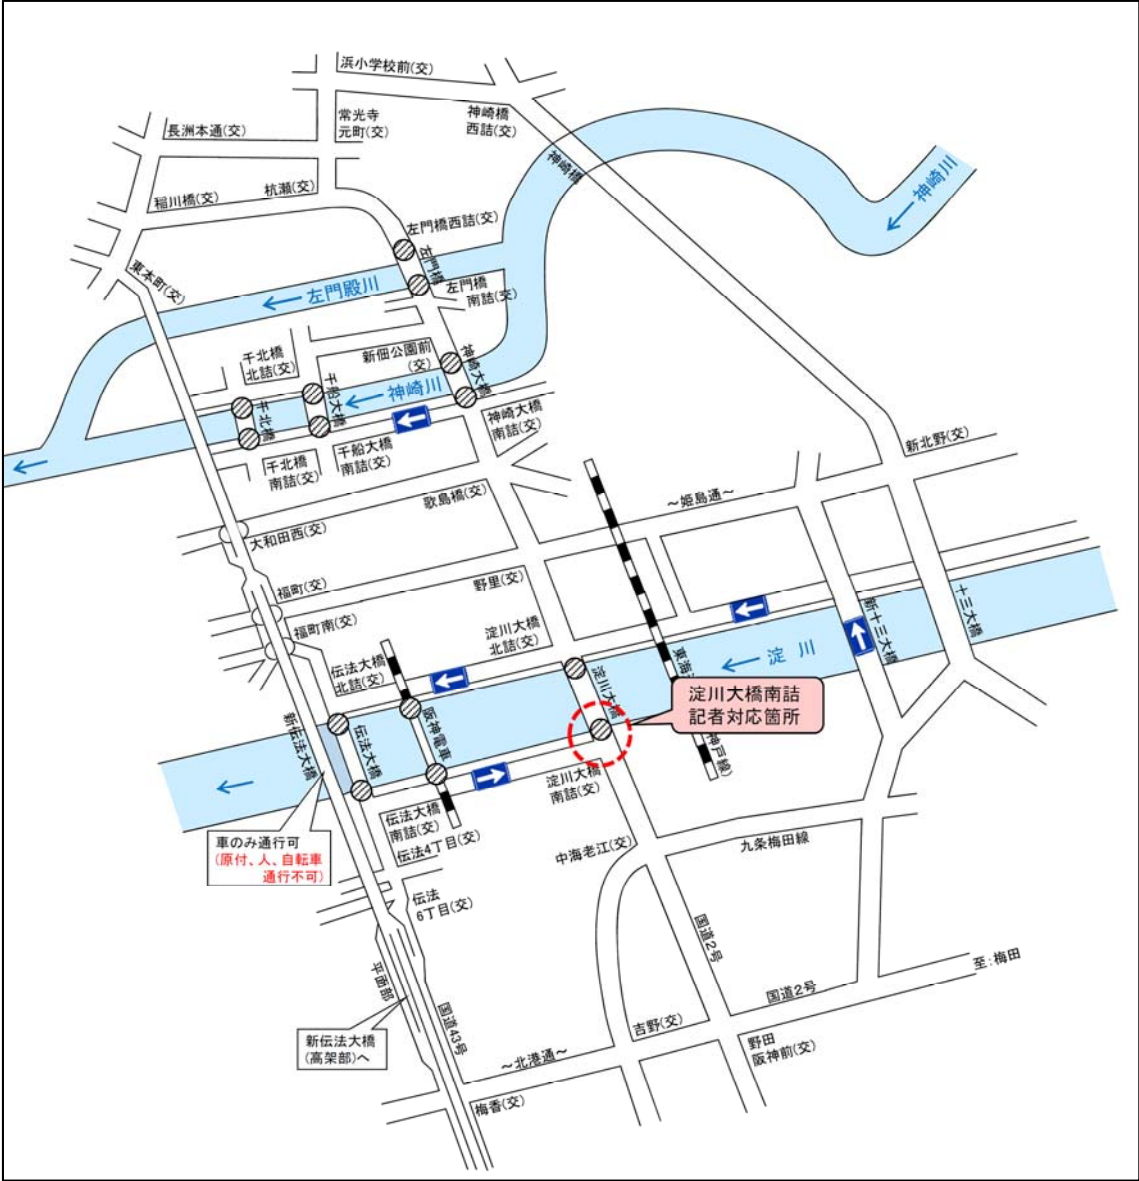 浜小学校前(交)
常光寺
元町(交)
神崎橋
西詰(交)
長洲本通(交)
神崎橋
神崎川
稲川橋(交)
杭瀬(交)
左門橋西詰(交)
左門橋
東本町(交)
左門殿川
左門橋
南詰(交)
千北橋
北詰(交)
新佃公園前
(交)
神崎大橋
千船大橋
神崎川
千北橋
神崎大橋
南詰(交)
千船大橋
南詰(交)
千北橋
南詰(交)
新北野(交)
歌島橋(交)
～姫島通～
大和田西(交)
福町(交)
野里(交)
福町南(交)
淀川大橋
北詰(交)
新十三大橋
十三大橋
伝法大橋
北詰(交)
淀川大橋
東海
淀 川
淀川大橋南詰
記者対応箇所
新伝法大橋
伝法大橋
阪神電車
神戸線)
淀川大橋
南詰(交)
伝法大橋
南詰(交)
伝法4丁目(交)
車のみ通行可
(原付、人、自転車
通行不可)
中海老江(交)
九条梅田線
伝法
6丁目(交)
国道2号
平面部
至:梅田
国道2号
新伝法大橋
(高架部)へ
国道43号
吉野(交)
野田
阪神前(交)
～北港通～
梅香(交)